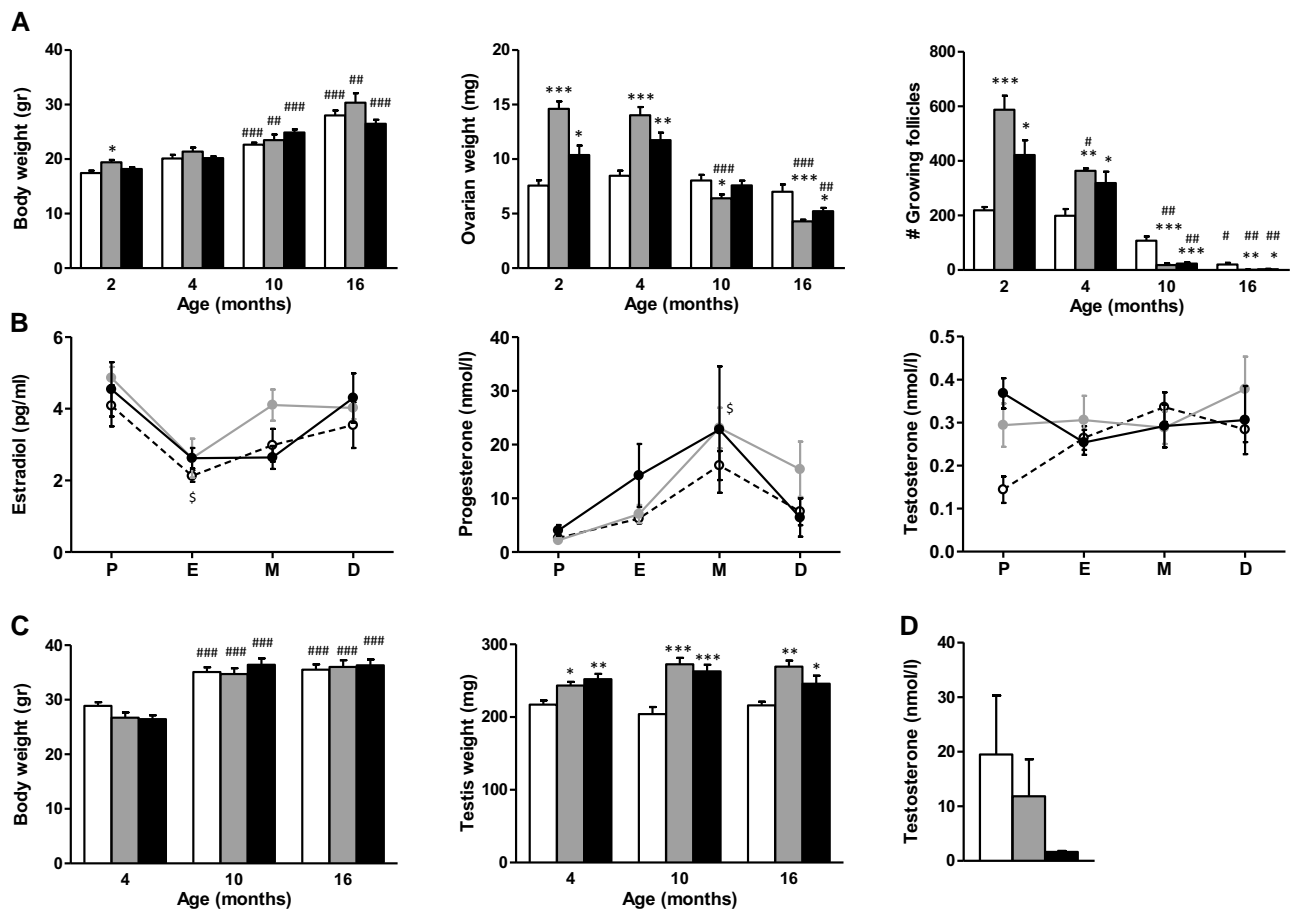 A
Body weight (gr)
40
30
20
10
0
*
###
##
###
###
##
###
2 4 10 16
Age (months)
Ovarian weight (mg)
20
15
10
5
0
***
*
***
**
###
*
###
***
##
*
2 4 10 16
Age (months)
# Growing follicles
800
600
400
200
0
***
*
#
**
*
##
***
##
***
#
##
**
##
*
2 4 10 16
Age (months)
B
Estradiol (pg/ml)
6
4
2
0
$
P E M D
Progesterone (nmol/l)
40
30
20
10
0
$
P E M D
Testosterone (nmol/l)
0.5
0.4
0.3
0.2
0.1
0.0
P E M D
C
Body weight (gr)
40
30
20
10
0
### ### ###
### ### ###
4 10 16
Age (months)
Testis weight (mg)
300
200
100
0
* **
*** ***
** *
4 10 16
Age (months)
D
Testosterone (nmol/l)
40
30
20
10
0